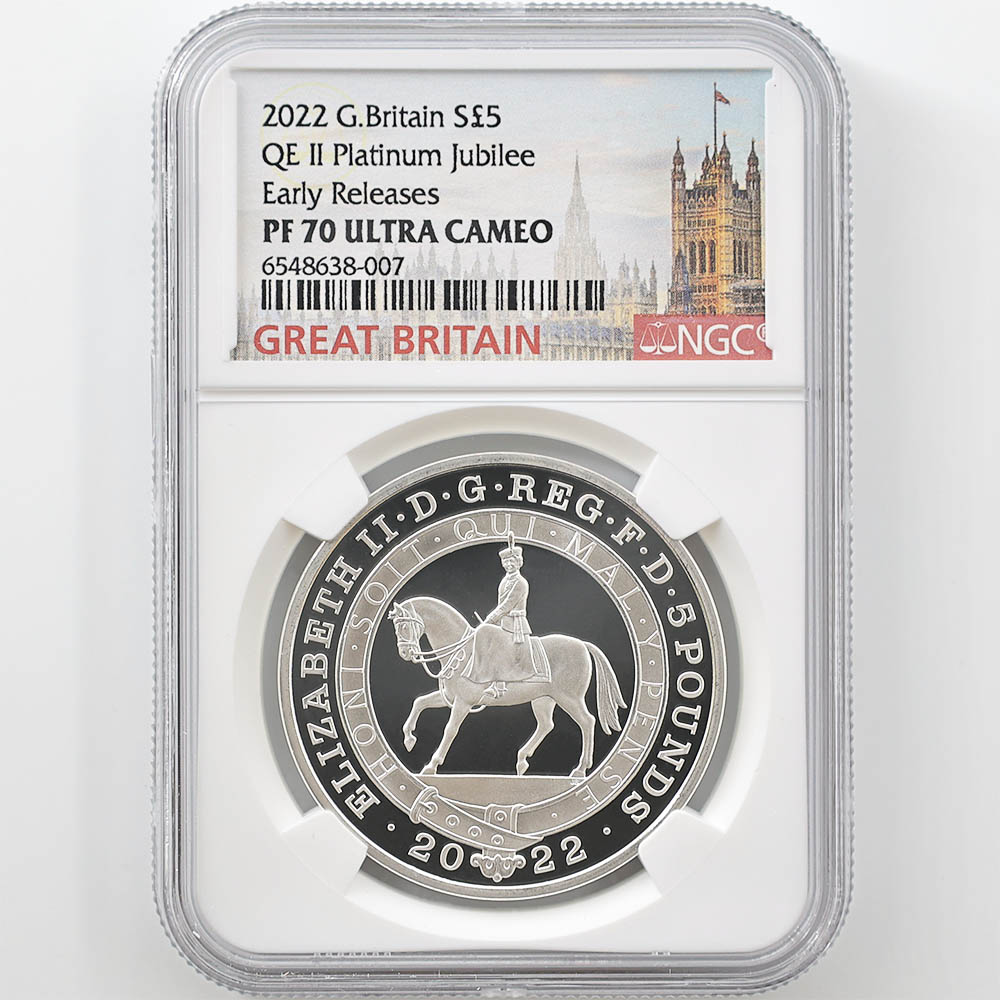 2022 G.Britain S£5
QE II Platinum Jubilee
Early Releases
PF 70 ULTRA CAMEO
6548638-007
GREAT BRITAIN
NGC®
ELIZABETH II·D·G·REG·F·D·5 POUNDS
·2022·
HONI·SOIT·QUI·MAL·Y·PENSE